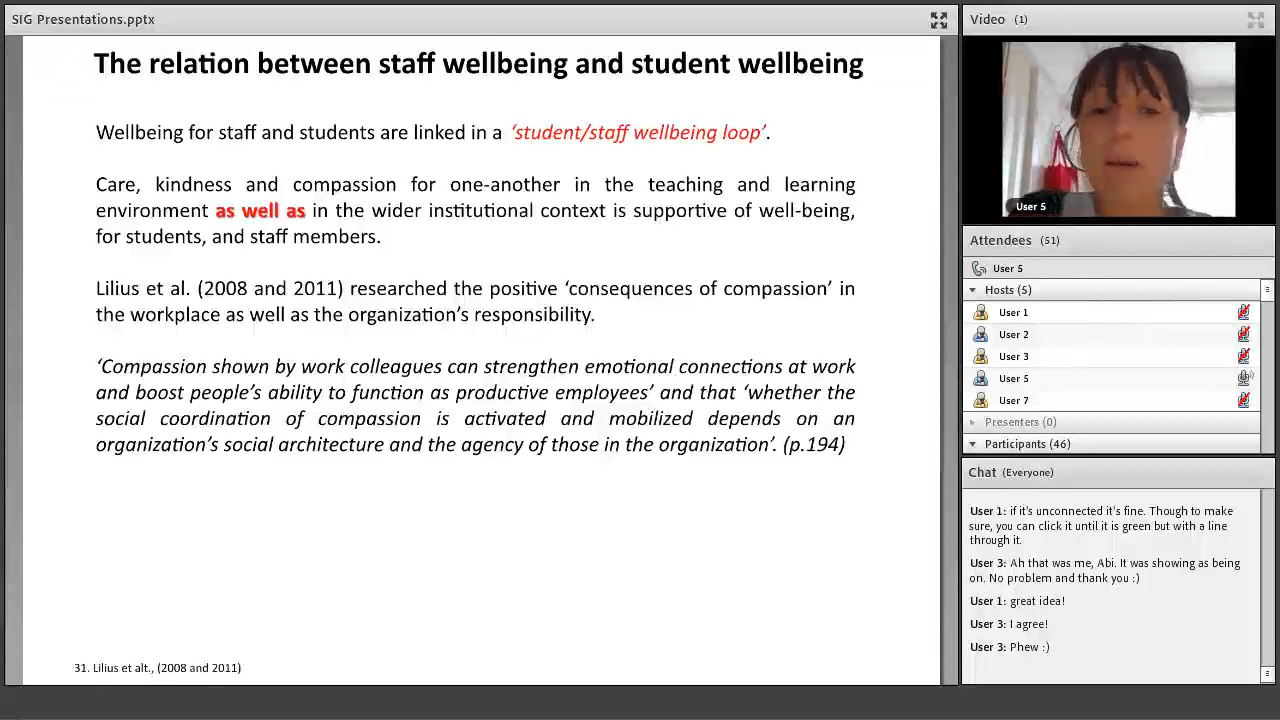 SIG Presentations.pptx
The relation between staff wellbeing and student wellbeing
Wellbeing for staff and students are linked in a ‘student/staff wellbeing loop’.
Care, kindness and compassion for one-another in the teaching and learning
environment as well as in the wider institutional context is supportive of well-being,
for students, and staff members.
Lilius et al. (2008 and 2011) researched the positive ‘consequences of compassion’ in
the workplace as well as the organization’s responsibility.
‘Compassion shown by work colleagues can strengthen emotional connections at work
and boost people’s ability to function as productive employees’ and that ‘whether the
social coordination of compassion is activated and mobilized depends on an
organization’s social architecture and the agency of those in the organization’. (p.194)
31. Lilius et alt., (2008 and 2011)
Video (1)
User 5
Attendees (51)
User 5
Hosts (5)
User 1
User 2
User 3
User 5
User 7
Presenters (0)
Participants (46)
Chat (Everyone)
User 1: if it's unconnected it's fine. Though to make
sure, you can click it until it is green but with a line
through it.
User 3: Ah that was me, Abi. It was showing as being
on. No problem and thank you :)
User 1: great idea!
User 3: I agree!
User 3: Phew :)